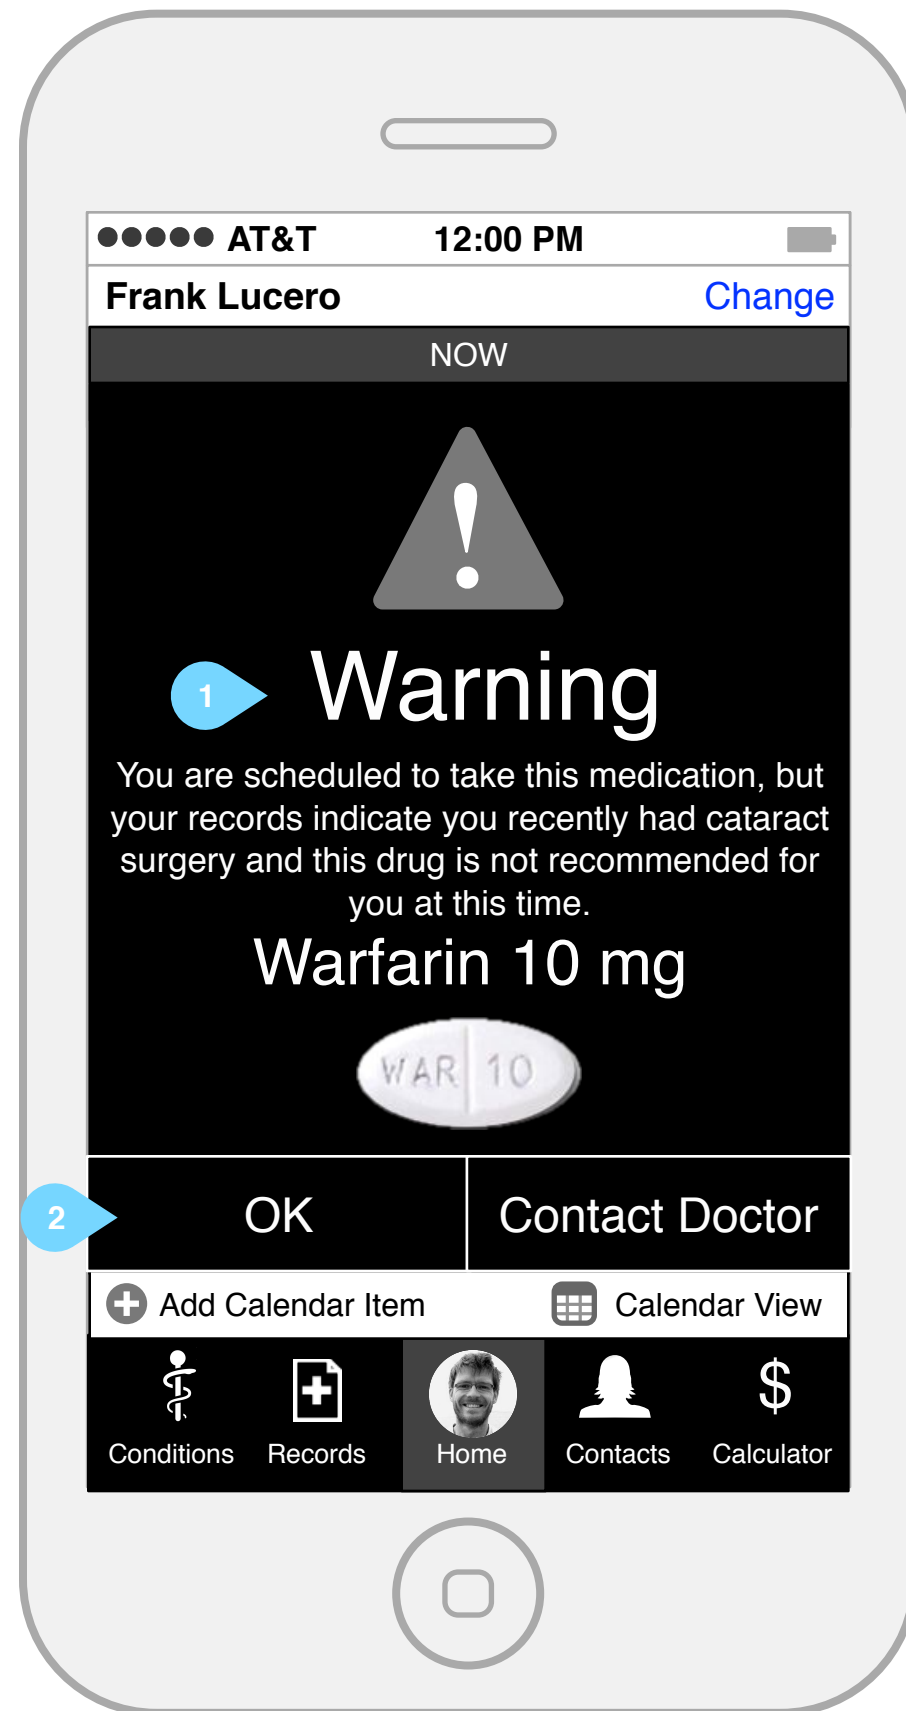 AT&T 12:00 PM
Frank Lucero Change
NOW
!
1 Warning
You are scheduled to take this medication, but
your records indicate you recently had cataract
surgery and this drug is not recommended for
you at this time.
Warfarin 10 mg
WAR 10
2 OK Contact Doctor
Add Calendar Item Calendar View
$
Conditions Records Home Contacts Calculator